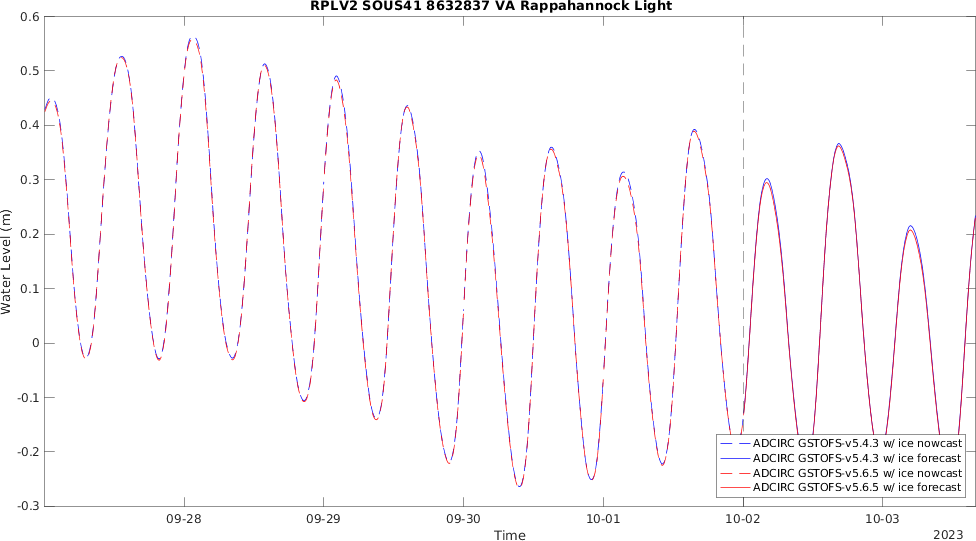 RPLV2 SOUS41 8632837 VA Rappahannock Light
0.6
0.5
0.4
0.3
0.2
0.1
0
-0.1
-0.2
-0.3
Water Level (m)
ADCIRC GSTOFS-v5.4.3 w/ ice nowcast
ADCIRC GSTOFS-v5.4.3 w/ ice forecast
ADCIRC GSTOFS-v5.6.5 w/ ice nowcast
ADCIRC GSTOFS-v5.6.5 w/ ice forecast
09-28 09-29 09-30 10-01 10-02 10-03
Time
2023